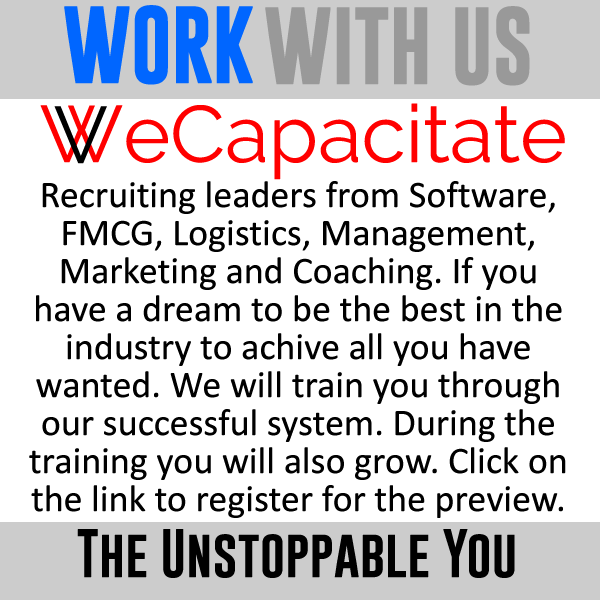 WORK WITH US
WeCapacitate
Recruiting leaders from Software,
FMCG, Logistics, Management,
Marketing and Coaching. If you
have a dream to be the best in the
industry to achive all you have
wanted. We will train you through
our successful system. During the
training you will also grow. Click on
the link to register for the preview.
The Unstoppable You